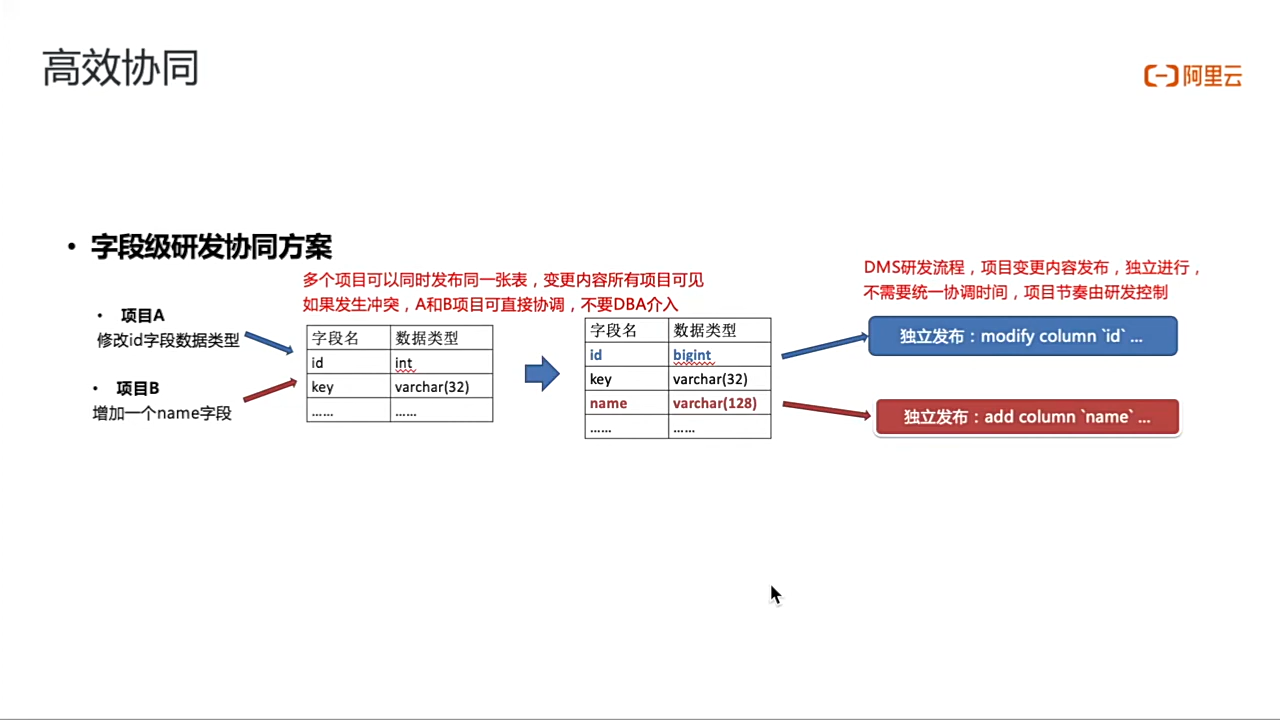 高效协同
阿里云
• 字段级研发协同方案
多个项目可以同时发布同一张表，变更内容所有项目可见
如果发生冲突，A和B项目可直接协调，不要DBA介入
DMS研发流程，项目变更内容发布，独立进行，
不需要统一协调时间，项目节奏由研发控制
• 项目A
修改id字段数据类型
• 项目B
增加一个name字段
字段名 数据类型
id int
key varchar(32)
…… ……
字段名 数据类型
id bigint
key varchar(32)
name varchar(128)
…… ……
独立发布：modify column `id` ...
独立发布：add column `name` ...